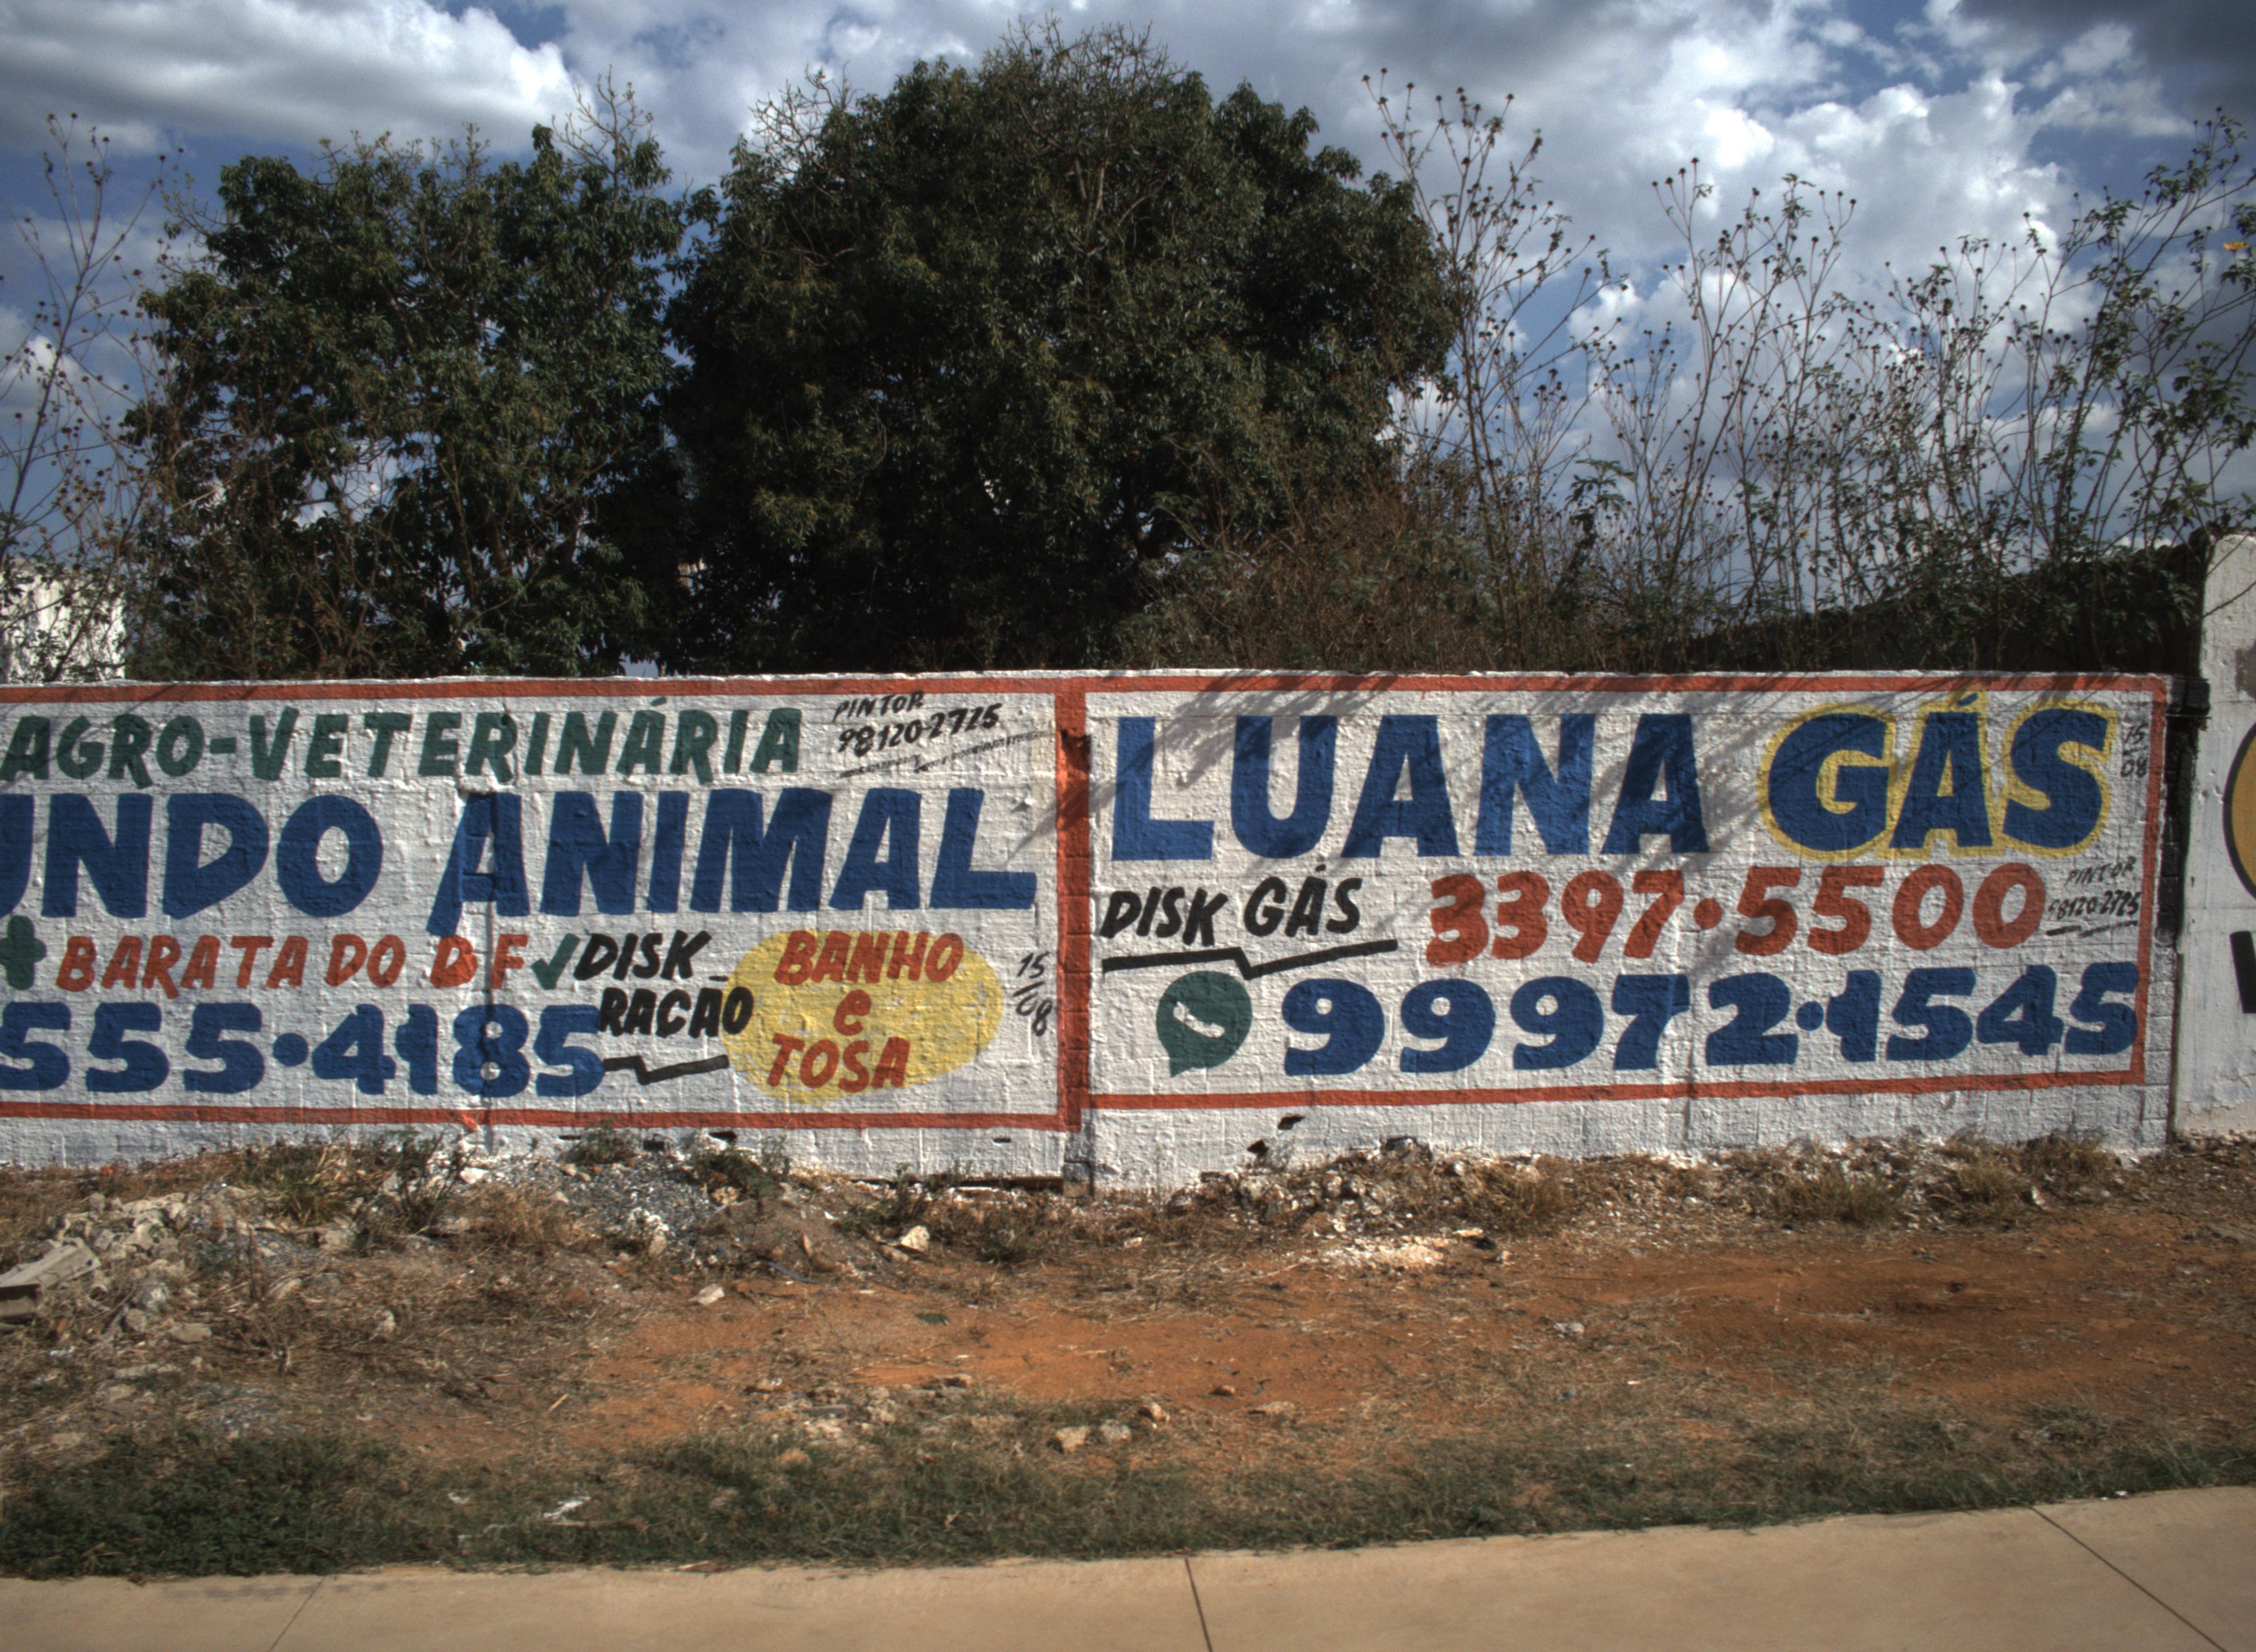 AGRO-VETERINÁRIA
PINTOR
98120-2725
UNDO ANIMAL
+ BARATA DO DF ✓ DISK
RACÃO
555·4185
BANHO
e
TOSA
15
08
LUANA GÁS
15
08
DISK GÁS 3397·5500
PINTOR
98120-2725
99972·1545